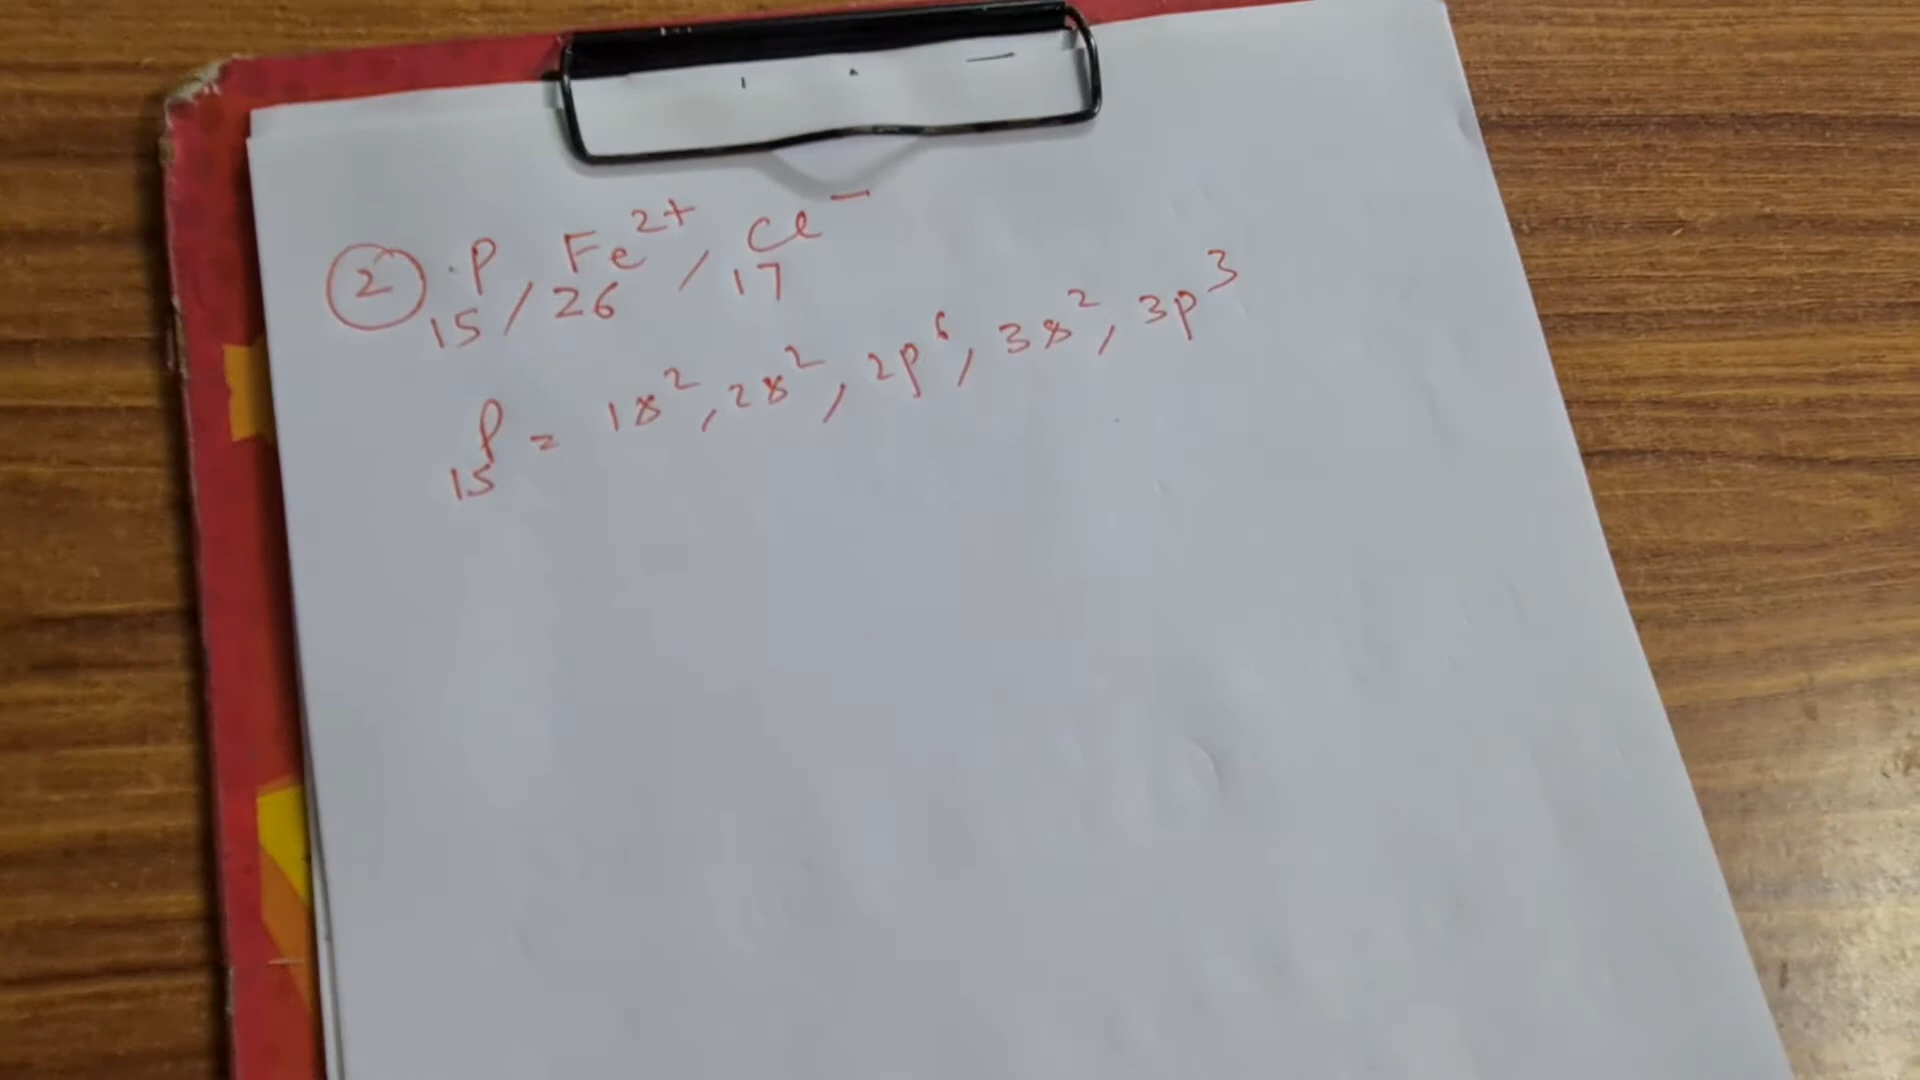 ② . P / Fe²⁺ / Cl⁻
15 / 26 / 17
₁₅P = 1s², 2s², 2p⁶, 3s², 3p³